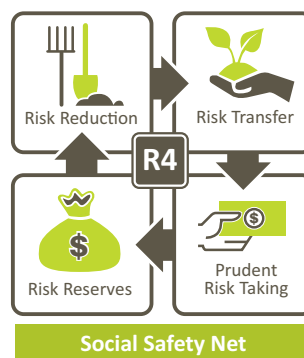 Risk Reduction
Risk Transfer
R4
$
$
Risk Reserves
Prudent
Risk Taking
Social Safety Net